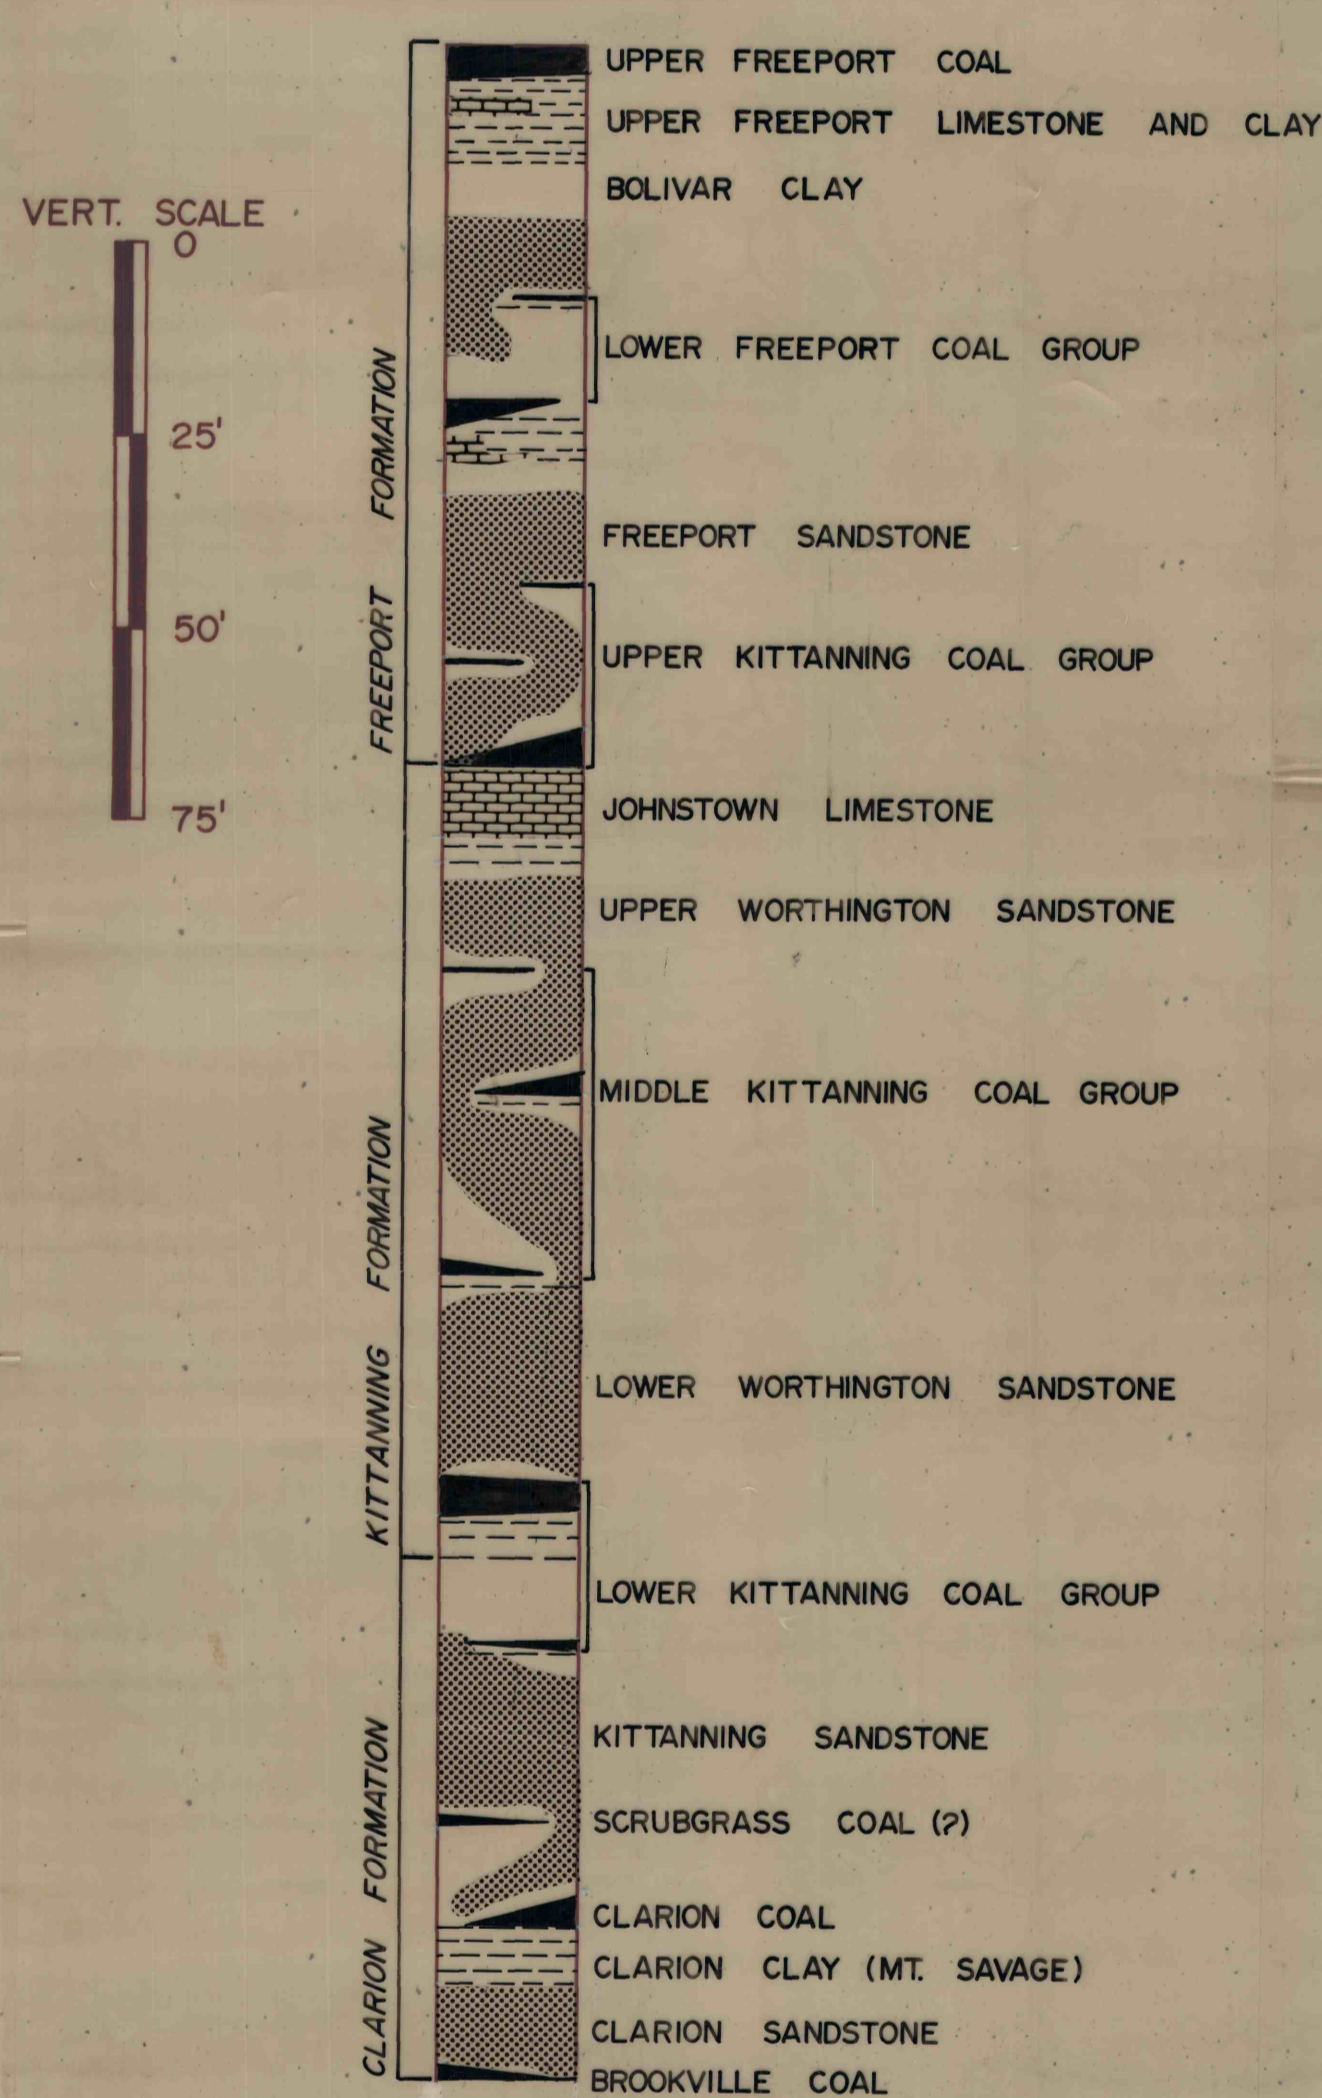 UPPER FREEPORT COAL
UPPER FREEPORT LIMESTONE AND CLAY
BOLIVAR CLAY
VERT. SCALE
0
25'
50'
75'
LOWER FREEPORT COAL GROUP
FREEPORT FORMATION
FREEPORT SANDSTONE
UPPER KITTANNING COAL GROUP
JOHNSTOWN LIMESTONE
UPPER WORTHINGTON SANDSTONE
MIDDLE KITTANNING COAL GROUP
KITTANNING FORMATION
LOWER WORTHINGTON SANDSTONE
LOWER KITTANNING COAL GROUP
KITTANNING SANDSTONE
SCRUBGRASS COAL (?)
CLARION FORMATION
CLARION COAL
CLARION CLAY (MT. SAVAGE)
CLARION SANDSTONE
BROOKVILLE COAL